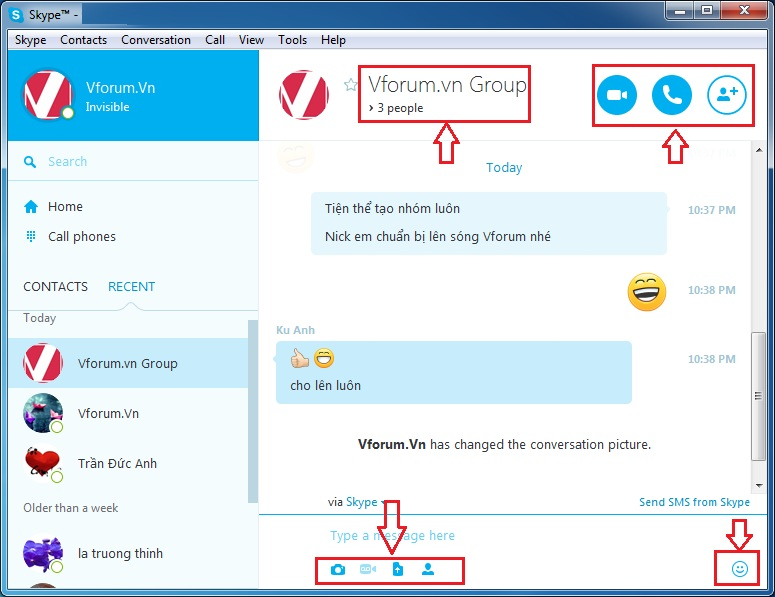 Skype™ -
Skype Contacts Conversation Call View Tools Help
Vforum.Vn
Invisible
Search
Home
Call phones
CONTACTS RECENT
Today
Vforum.vn Group
Vforum.Vn
Trần Đức Anh
Older than a week
la truong thinh
Vforum.vn Group
› 3 people
Today
Tiện thể tạo nhóm luôn
10:37 PM
Nick em chuẩn bị lên sóng Vforum nhé
10:38 PM
Ku Anh
10:38 PM
cho lên luôn
Vforum.Vn has changed the conversation picture.
via Skype
Send SMS from Skype
Type a message here